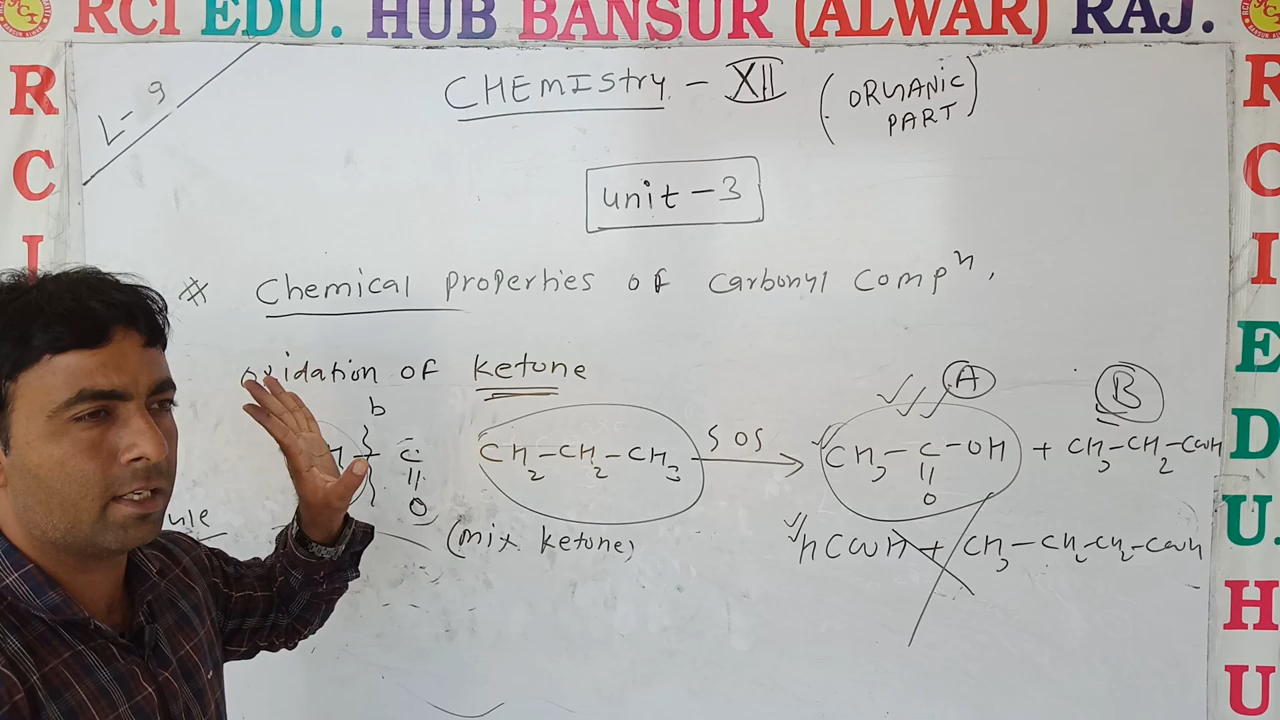 RCI EDU. HUB BANSUR (ALWAR) RAJ.
R
C
I
R
C
I
E
D
U.
H
U
L-9
CHEMIStry - XII (ORGANIC PART)
unit-3
# Chemical properties of carbonyl Compⁿ.
oxidation of ketone
b
C
||
O
CH₂-CH₂-CH₃
SOS
A
CH₃-C-OH + CH₃-CH₂-COOH
||
O
B
(mix ketone)
HCOOH + CH₃-CH₂-CH₂-COOH